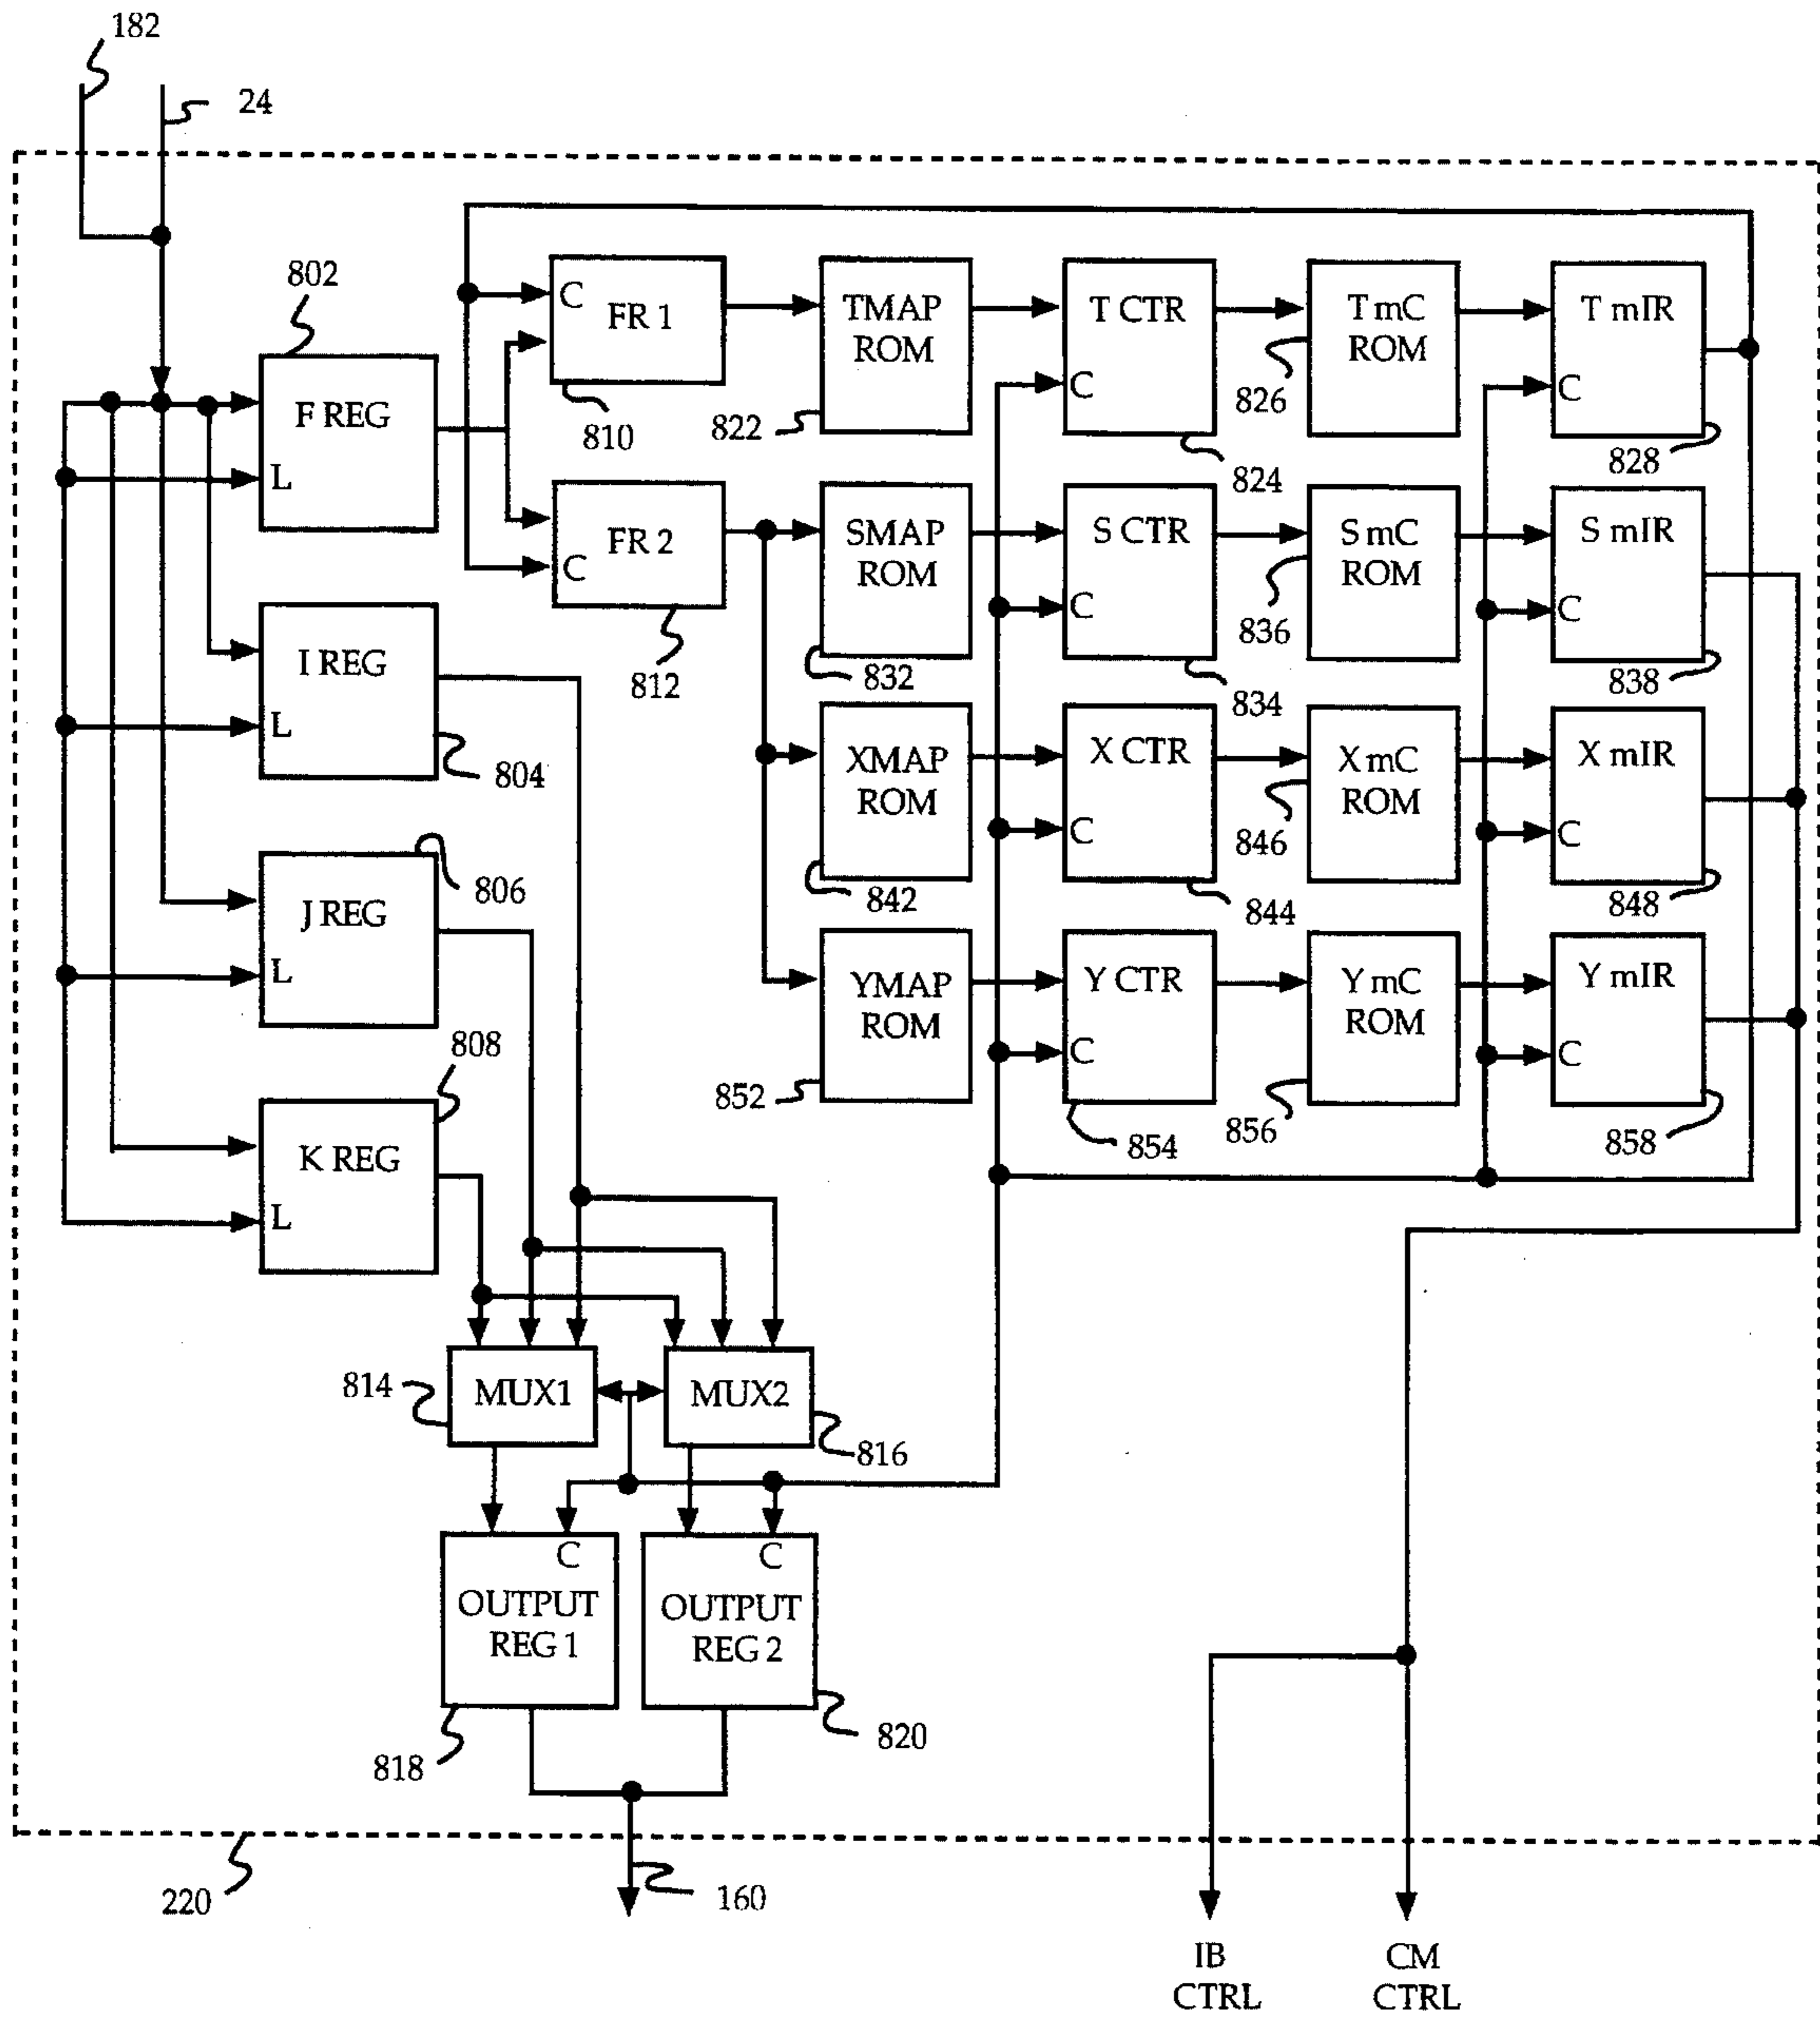 182
24
802
C
FR 1
TMAP
ROM
T CTR
T mC
ROM
T mIR
F REG
L
810
822
C
824
826
C
828
FR 2
C
812
SMAP
ROM
S CTR
S mC
ROM
S mIR
I REG
L
804
832
C
834
836
C
838
XMAP
ROM
X CTR
X mC
ROM
X mIR
J REG
L
806
842
C
844
846
C
848
YMAP
ROM
Y CTR
Y mC
ROM
Y mIR
808
K REG
L
852
C
854
856
C
858
814
MUX1
MUX2
816
C
OUTPUT
REG 1
C
OUTPUT
REG 2
818
820
220
160
IB
CTRL
CM
CTRL